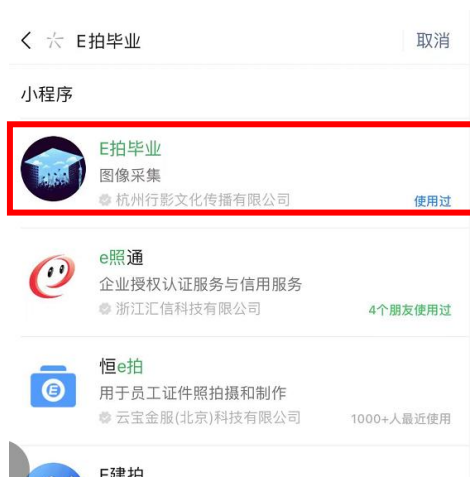 E拍毕业
取消
小程序
E拍毕业
图像采集
杭州行影文化传播有限公司
使用过
e照通
企业授权认证服务与信用服务
浙江汇信科技有限公司
4个朋友使用过
恒e拍
用于员工证件照拍摄和制作
云宝金服(北京)科技有限公司
1000+人最近使用
E建拍